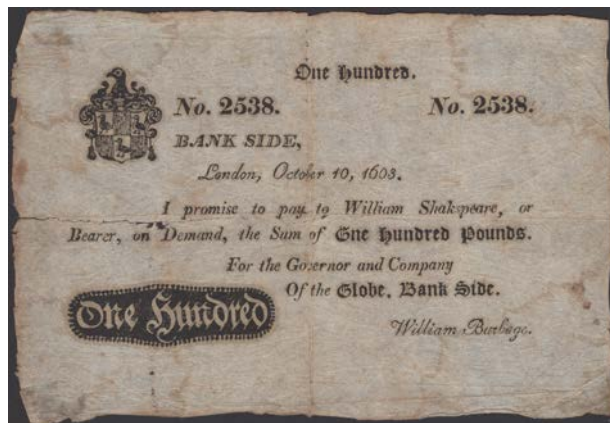 One Hundred.
No. 2538. No. 2538.
BANK SIDE,
London, October 10, 1603.
I promise to pay to William Shakspeare, or
Bearer, on Demand, the Sum of One Hundred Pounds.
For the Governor and Company
Of the Globe, Bank Side.
One Hundred
William Burbage.